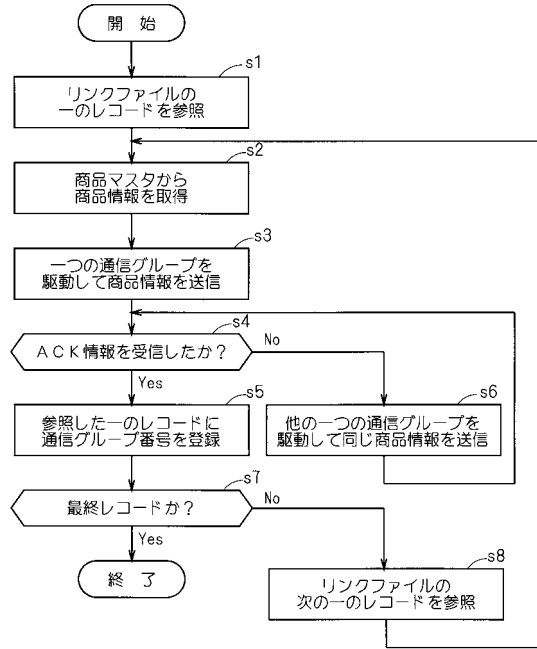 開 始
s1
リンクファイルの
一のレコードを参照
s2
商品マスタから
商品情報を取得
s3
一つの通信グループを
駆動して商品情報を送信
s4
ACK情報を受信したか?
No
Yes
s5
参照した一のレコードに
通信グループ番号を登録
s6
他の一つの通信グループを
駆動して同じ商品情報を送信
s7
最終レコードか?
No
Yes
終 了
s8
リンクファイルの
次の一のレコードを参照